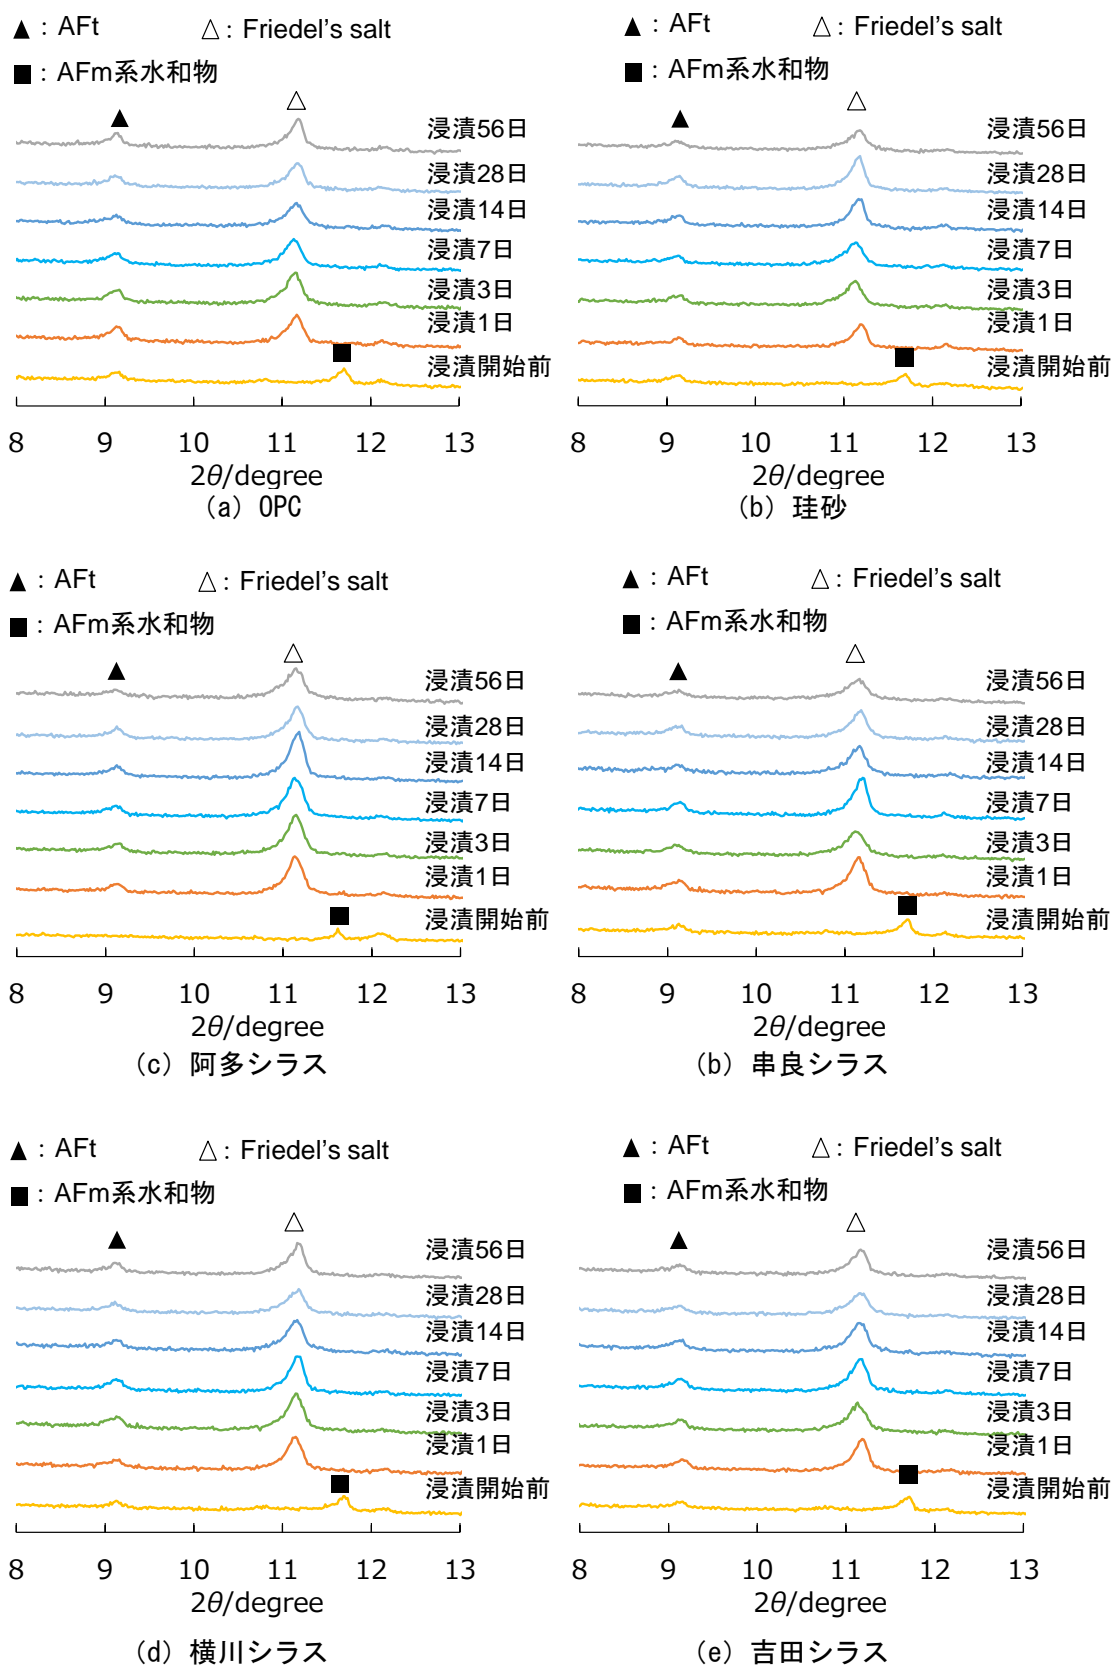 ▲ : AFt △ : Friedel's salt
■ : AFm系水和物
浸漬56日
浸漬28日
浸漬14日
浸漬7日
浸漬3日
浸漬1日
浸漬開始前
8 9 10 11 12 13
2θ/degree
(a) OPC
▲ : AFt △ : Friedel's salt
■ : AFm系水和物
浸漬56日
浸漬28日
浸漬14日
浸漬7日
浸漬3日
浸漬1日
浸漬開始前
8 9 10 11 12 13
2θ/degree
(b) 珪砂
▲ : AFt △ : Friedel's salt
■ : AFm系水和物
浸漬56日
浸漬28日
浸漬14日
浸漬7日
浸漬3日
浸漬1日
浸漬開始前
8 9 10 11 12 13
2θ/degree
(c) 阿多シラス
▲ : AFt △ : Friedel's salt
■ : AFm系水和物
浸漬56日
浸漬28日
浸漬14日
浸漬7日
浸漬3日
浸漬1日
浸漬開始前
8 9 10 11 12 13
2θ/degree
(b) 串良シラス
▲ : AFt △ : Friedel's salt
■ : AFm系水和物
浸漬56日
浸漬28日
浸漬14日
浸漬7日
浸漬3日
浸漬1日
浸漬開始前
8 9 10 11 12 13
2θ/degree
(d) 横川シラス
▲ : AFt △ : Friedel's salt
■ : AFm系水和物
浸漬56日
浸漬28日
浸漬14日
浸漬7日
浸漬3日
浸漬1日
浸漬開始前
8 9 10 11 12 13
2θ/degree
(e) 吉田シラス